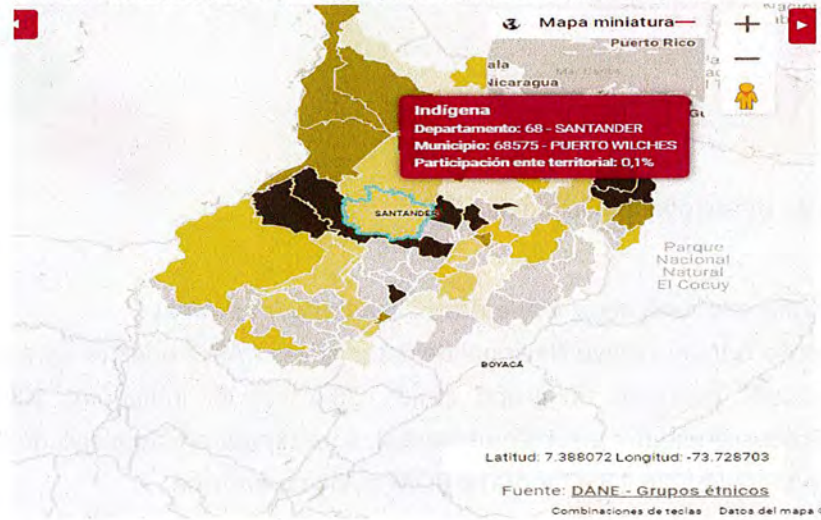 Mapa miniatura
Puerto Rico
Nicaragua
Indígena
Departamento: 68 - SANTANDER
Municipio: 68575 - PUERTO WILCHES
Participación ente territorial: 0,1%
SANTANDER
Parque
Nacional
Natural
El Cocuy
BOYACÁ
Latitud: 7.388072 Longitud: -73.728703
Fuente: DANE - Grupos étnicos
Combinaciones de teclas Datos del mapa